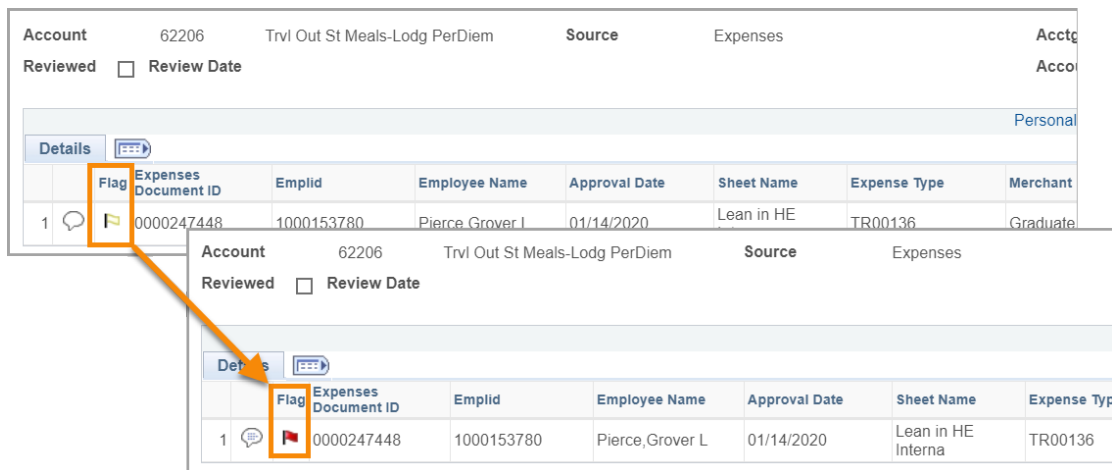 Account 62206 Trvl Out St Meals-Lodg PerDiem Source Expenses Acctg
Reviewed Review Date Accou
Personal
Details
Flag Expenses Document ID Emplid Employee Name Approval Date Sheet Name Expense Type Merchant
1 0000247448 1000153780 Pierce Grover L 01/14/2020 Lean in HE TR00136 Graduate
Account 62206 Trvl Out St Meals-Lodg PerDiem Source Expenses
Reviewed Review Date
Details
Flag Expenses Document ID Emplid Employee Name Approval Date Sheet Name Expense Typ
1 0000247448 1000153780 Pierce,Grover L 01/14/2020 Lean in HE Interna TR00136